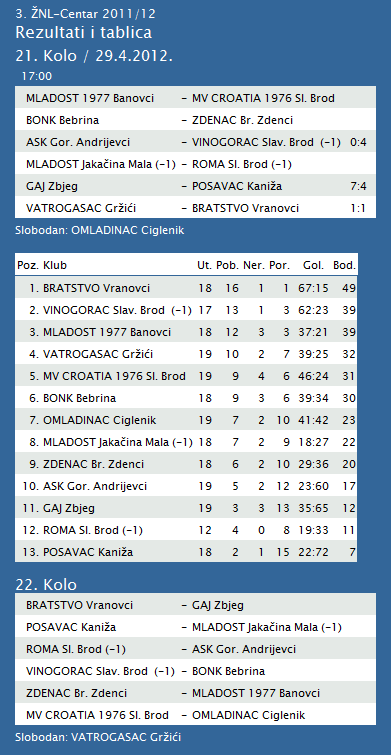 3. ŽNL-Centar 2011/12
Rezultati i tablica
21. Kolo / 29.4.2012.
17:00
MLADOST 1977 Banovci - MV CROATIA 1976 Sl. Brod
BONK Bebrina - ZDENAC Br. Zdenci
ASK Gor. Andrijevci - VINOGORAC Slav. Brod (-1) 0:4
MLADOST Jakačina Mala (-1) - ROMA Sl. Brod (-1)
GAJ Zbjeg - POSAVAC Kaniža 7:4
VATROGASAC Gržići - BRATSTVO Vranovci 1:1
Slobodan: OMLADINAC Ciglenik
Poz. Klub Ut. Pob. Ner. Por. Gol. Bod.
1. BRATSTVO Vranovci 18 16 1 1 67:15 49
2. VINOGORAC Slav. Brod (-1) 17 13 1 3 62:23 39
3. MLADOST 1977 Banovci 18 12 3 3 37:21 39
4. VATROGASAC Gržići 19 10 2 7 39:25 32
5. MV CROATIA 1976 Sl. Brod 19 9 4 6 46:24 31
6. BONK Bebrina 18 9 3 6 39:34 30
7. OMLADINAC Ciglenik 19 7 2 10 41:42 23
8. MLADOST Jakačina Mala (-1) 18 7 2 9 18:27 22
9. ZDENAC Br. Zdenci 18 6 2 10 29:36 20
10. ASK Gor. Andrijevci 19 5 2 12 23:60 17
11. GAJ Zbjeg 19 3 3 13 35:65 12
12. ROMA Sl. Brod (-1) 12 4 0 8 19:33 11
13. POSAVAC Kaniža 18 2 1 15 22:72 7
22. Kolo
BRATSTVO Vranovci - GAJ Zbjeg
POSAVAC Kaniža - MLADOST Jakačina Mala (-1)
ROMA Sl. Brod (-1) - ASK Gor. Andrijevci
VINOGORAC Slav. Brod (-1) - BONK Bebrina
ZDENAC Br. Zdenci - MLADOST 1977 Banovci
MV CROATIA 1976 Sl. Brod - OMLADINAC Ciglenik
Slobodan: VATROGASAC Gržići